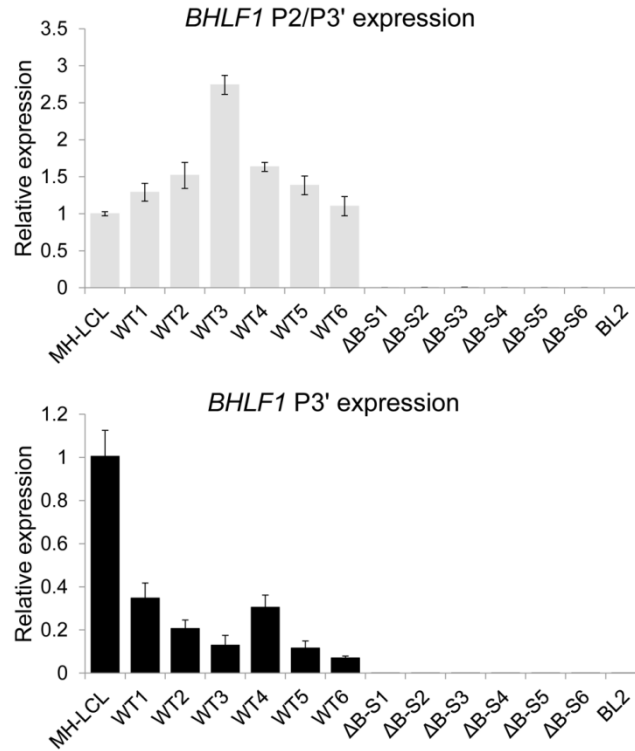 BHLF1 P2/P3' expression
Relative expression
3.5
3
2.5
2
1.5
1
0.5
0
MH-LCL
WT1
WT2
WT3
WT4
WT5
WT6
ΔB-S1
ΔB-S2
ΔB-S3
ΔB-S4
ΔB-S5
ΔB-S6
BL2
BHLF1 P3' expression
Relative expression
1.2
1
0.8
0.6
0.4
0.2
0
MH-LCL
WT1
WT2
WT3
WT4
WT5
WT6
ΔB-S1
ΔB-S2
ΔB-S3
ΔB-S4
ΔB-S5
ΔB-S6
BL2